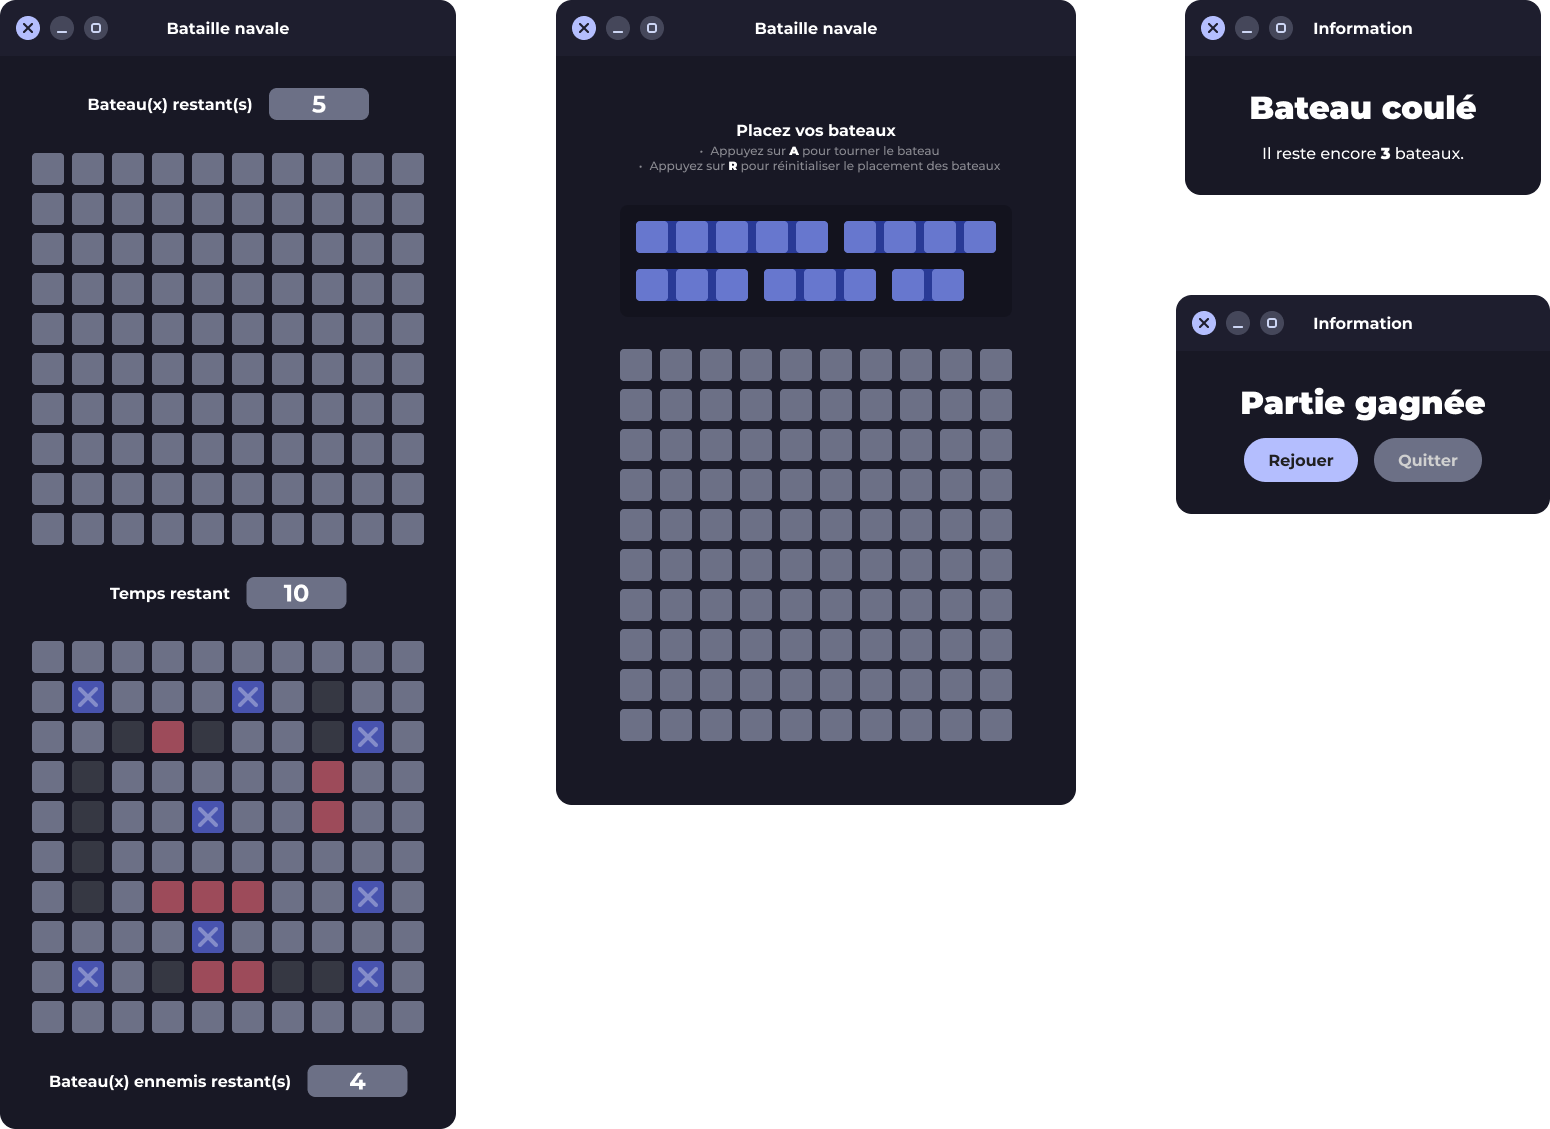 Bataille navale
Bateau(x) restant(s) 5
Temps restant 10
Bateau(x) ennemis restant(s) 4
Bataille navale
Placez vos bateaux
• Appuyez sur A pour tourner le bateau
• Appuyez sur R pour réinitialiser le placement des bateaux
Information
Bateau coulé
Il reste encore 3 bateaux.
Information
Partie gagnée
Rejouer Quitter